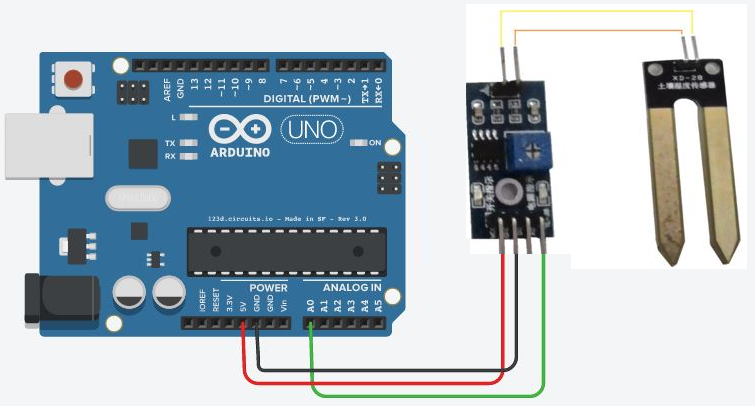 AREF
GND
13
12
~11
~10
~9
8
7
~6
~5
4
~3
2
TX→1
RX←0
DIGITAL (PWM~)
L
TX
RX
ARDUINO
UNO
ON
123d.circuits.io - Made in SF - Rev 3.0
POWER
ANALOG IN
IOREF
RESET
3.3V
5V
GND
GND
Vin
A0
A1
A2
A3
A4
A5
XD-28
土壤湿度传感器